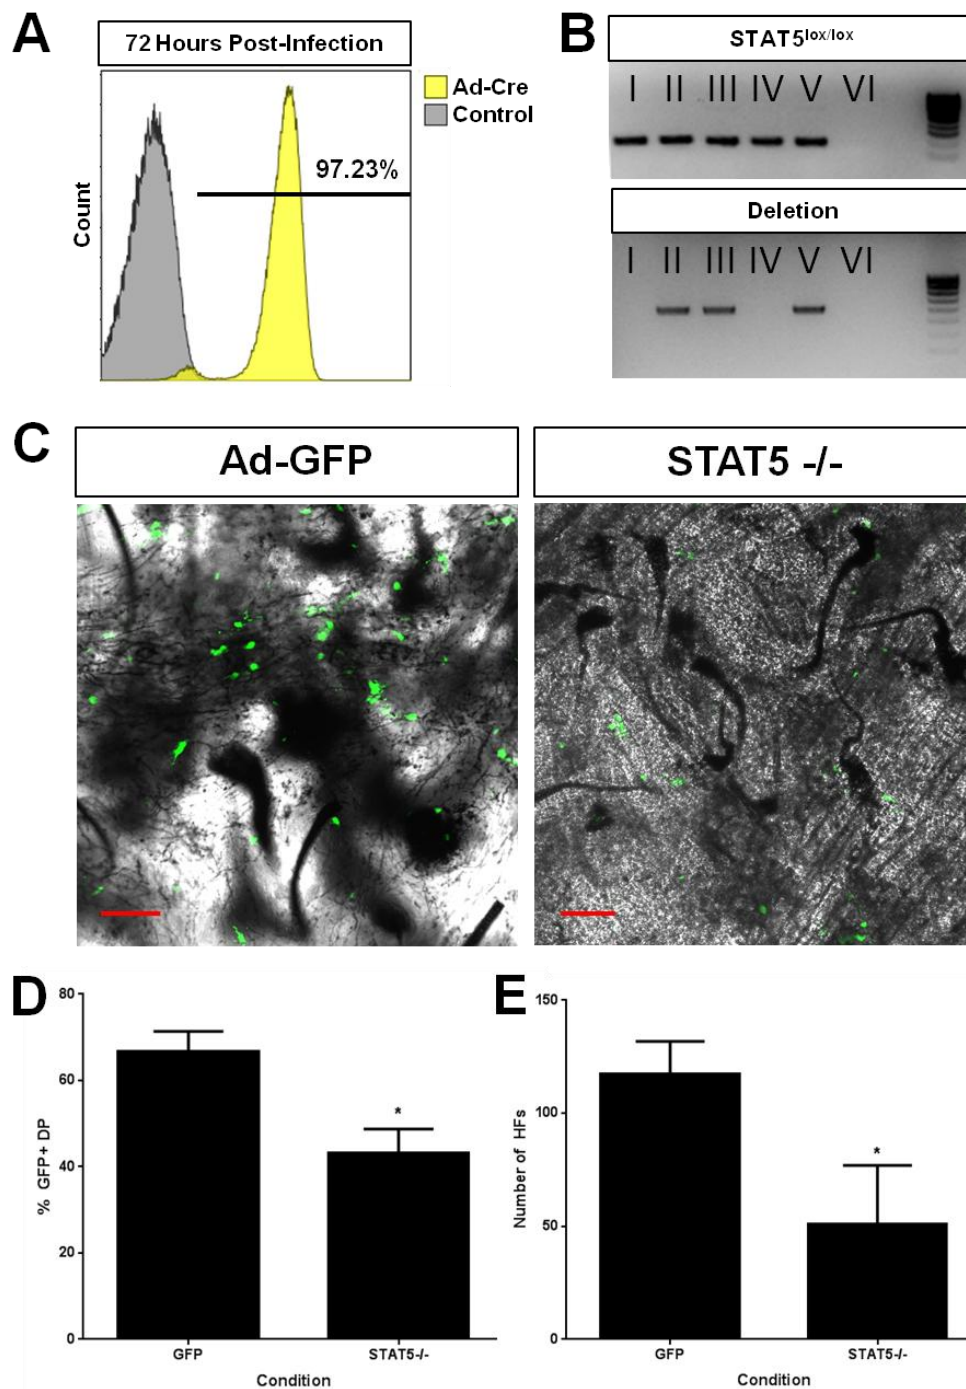 A
72 Hours Post-Infection
Ad-Cre
Control
97.23%
Count
B
STAT5lox/lox
I II III IV V VI
Deletion
I II III IV V VI
C
Ad-GFP
STAT5 -/-
D
80
60
40
20
0
% GFP+ DP
*
GFP
STAT5-/-
Condition
E
150
100
50
0
Number of HFs
*
GFP
STAT5-/-
Condition